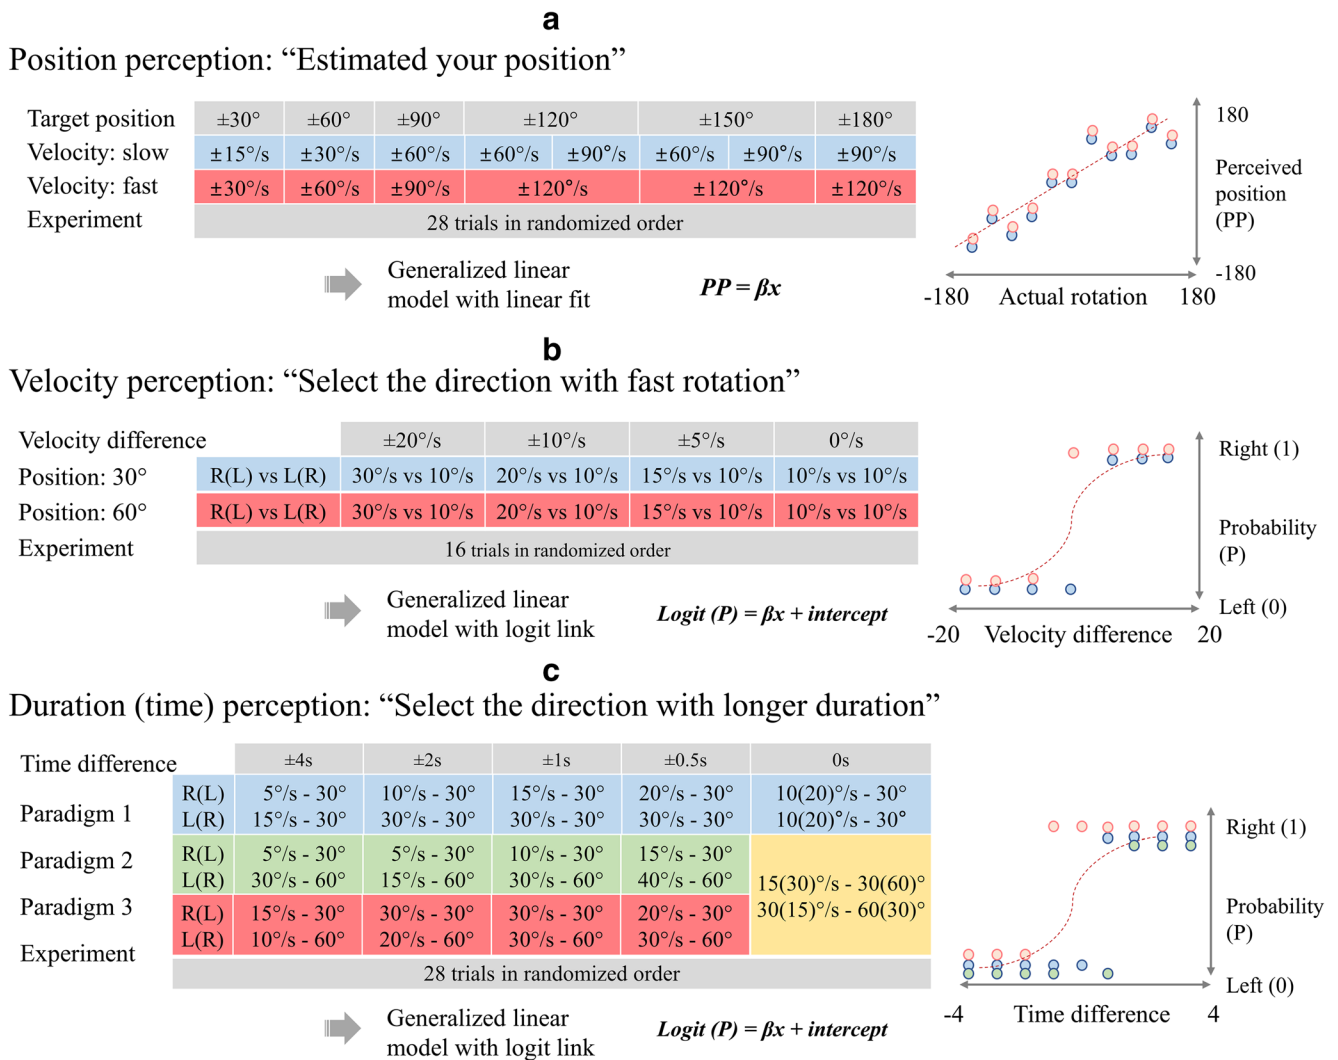 a
Position perception: “Estimated your position”
Target position ±30° ±60° ±90° ±120° ±150° ±180°
Velocity: slow ±15°/s ±30°/s ±60°/s ±60°/s ±90°/s ±60°/s ±90°/s ±90°/s
Velocity: fast ±30°/s ±60°/s ±90°/s ±120°/s ±120°/s ±120°/s
Experiment 28 trials in randomized order
Generalized linear
model with linear fit
PP = βx
180
Perceived
position
(PP)
-180
-180 Actual rotation 180
b
Velocity perception: “Select the direction with fast rotation”
Velocity difference ±20°/s ±10°/s ±5°/s 0°/s
Position: 30° R(L) vs L(R) 30°/s vs 10°/s 20°/s vs 10°/s 15°/s vs 10°/s 10°/s vs 10°/s
Position: 60° R(L) vs L(R) 30°/s vs 10°/s 20°/s vs 10°/s 15°/s vs 10°/s 10°/s vs 10°/s
Experiment 16 trials in randomized order
Generalized linear
model with logit link
Logit (P) = βx + intercept
Right (1)
Probability
(P)
Left (0)
-20 Velocity difference 20
c
Duration (time) perception: “Select the direction with longer duration”
Time difference ±4s ±2s ±1s ±0.5s 0s
Paradigm 1
R(L) 5°/s - 30° 10°/s - 30° 15°/s - 30° 20°/s - 30° 10(20)°/s - 30°
L(R) 15°/s - 30° 30°/s - 30° 30°/s - 30° 30°/s - 30° 10(20)°/s - 30°
Paradigm 2
R(L) 5°/s - 30° 5°/s - 30° 10°/s - 30° 15°/s - 30°
L(R) 30°/s - 60° 15°/s - 60° 30°/s - 60° 40°/s - 60°
15(30)°/s - 30(60)°
30(15)°/s - 60(30)°
Paradigm 3
R(L) 15°/s - 30° 30°/s - 30° 30°/s - 30° 20°/s - 30°
L(R) 10°/s - 60° 20°/s - 60° 30°/s - 60° 30°/s - 60°
Experiment
28 trials in randomized order
Generalized linear
model with logit link
Logit (P) = βx + intercept
Right (1)
Probability
(P)
Left (0)
-4 Time difference 4